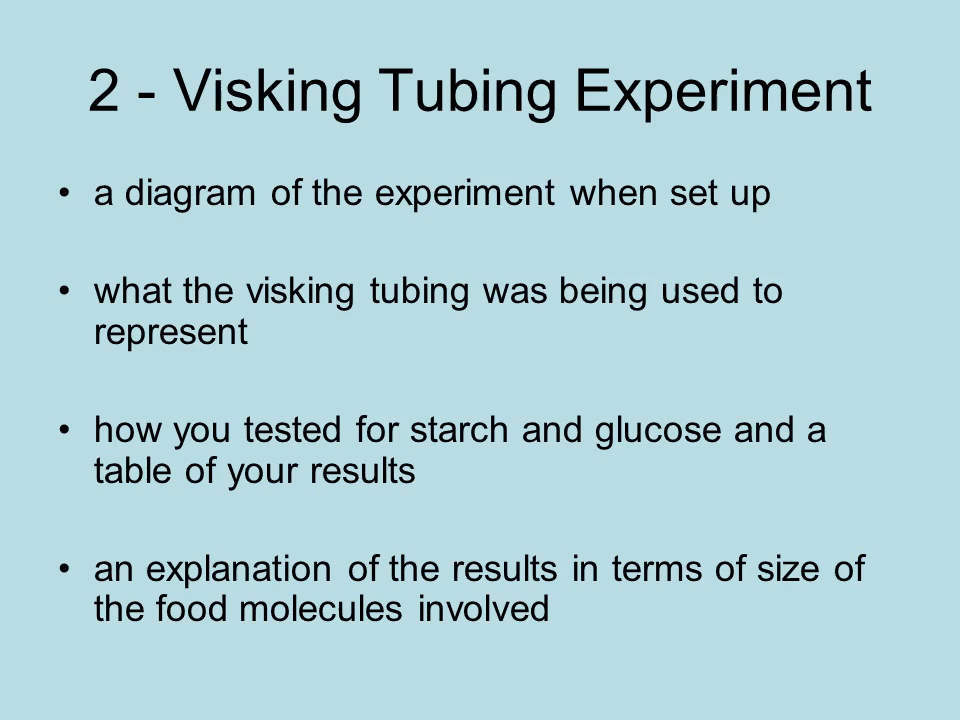 2 - Visking Tubing Experiment
• a diagram of the experiment when set up
• what the visking tubing was being used to
represent
• how you tested for starch and glucose and a
table of your results
• an explanation of the results in terms of size of
the food molecules involved